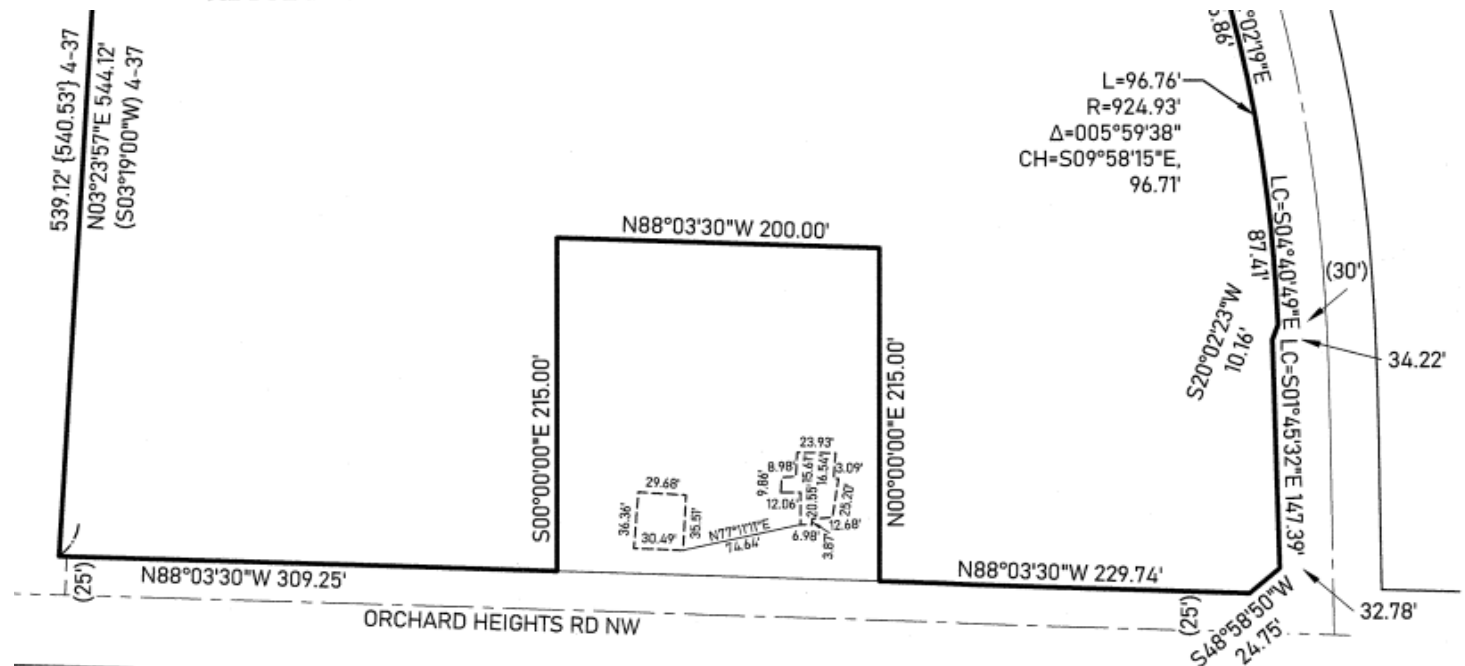 539.12' {540.53'} 4-37
N03°23'57"E 544.12'
(S03°19'00"W) 4-37
°02'19"E
.86'
L=96.76'
R=924.93'
Δ=005°59'38"
CH=S09°58'15"E,
96.71'
LC=S04°40'49"E
87.41'
(30')
S20°02'23"W
10.16'
34.22'
LC=S01°45'32"E 147.39'
N88°03'30"W 200.00'
S00°00'00"E 215.00'
N00°00'00"E 215.00'
23.93'
8.98'
15.61'
16.54'
3.09'
9.86'
12.06'
20.55'
25.20'
12.68'
6.98'
3.87'
29.68'
36.36'
35.51'
30.49'
N77°11'11"E
74.64'
N88°03'30"W 309.25'
(25')
N88°03'30"W 229.74'
(25')
S48°58'50"W
24.75'
32.78'
ORCHARD HEIGHTS RD NW